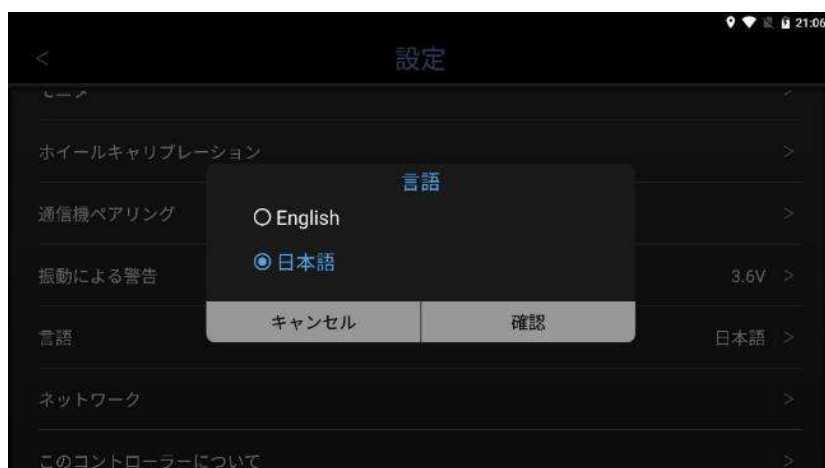 21:06
<
設定
モニタ
>
ホイールキャリブレーション
>
言語
通信機ペアリング
>
English
日本語
振動による警告
3.6V >
キャンセル
確認
言語
日本語 >
ネットワーク
>
このコントローラーについて
>